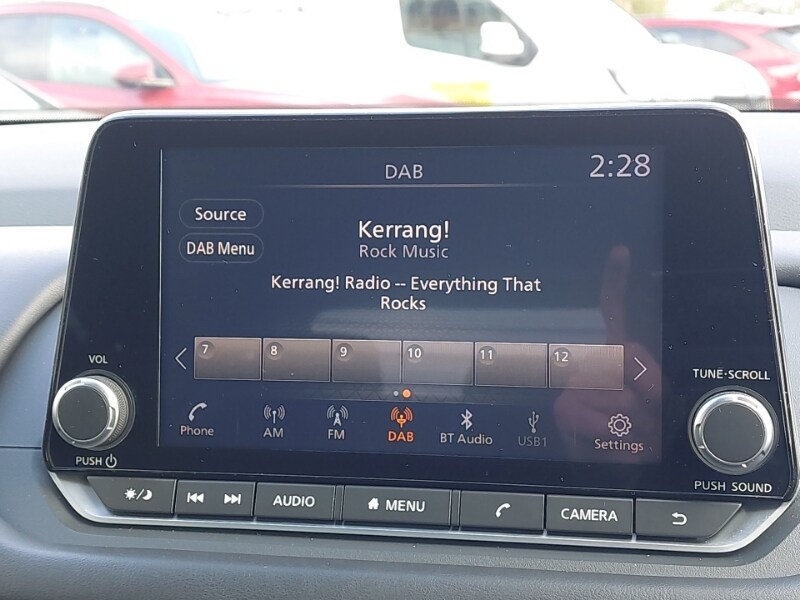 DAB
2:28
Source
Kerrang!
Rock Music
DAB Menu
Kerrang! Radio -- Everything That
Rocks
7 8 9 10 11 12
VOL
TUNE·SCROLL
Phone AM FM DAB BT Audio USB1 Settings
PUSH
PUSH SOUND
AUDIO MENU CAMERA